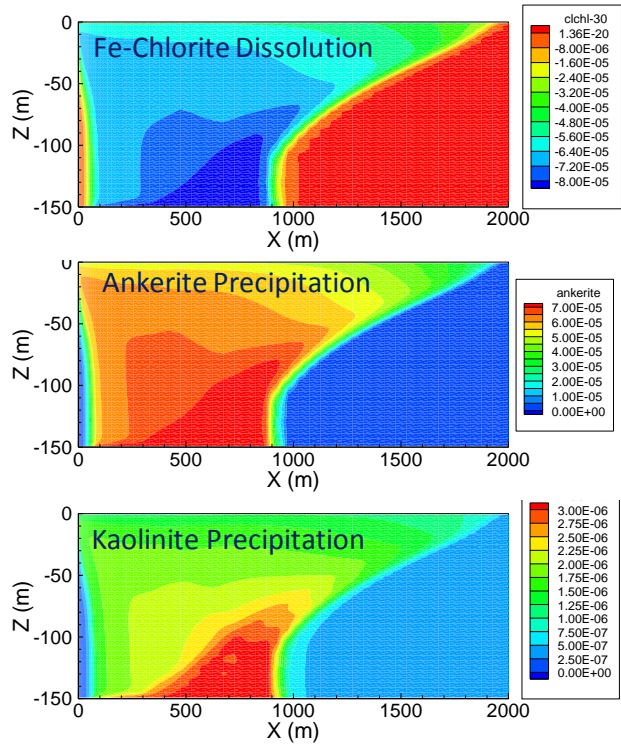 Fe-Chlorite Dissolution
Z (m)
0
-50
-100
-150
0
500
1000
1500
2000
X (m)
clchl-30
1.36E-20
-8.00E-06
-1.60E-05
-2.40E-05
-4.00E-05
-4.80E-05
-5.60E-05
-6.40E-05
-7.20E-05
-8.00E-05
Ankerite Precipitation
Z (m)
0
-50
-100
-150
0
500
1000
1500
2000
X (m)
ankerite
7.00E-05
6.00E-05
5.00E-05
4.00E-05
3.00E-05
2.00E-05
1.00E-05
0.00E+00
Kaolinite Precipitation
Z (m)
0
-50
-100
-150
0
500
1000
1500
2000
X (m)
3.00E-06
2.75E-06
2.50E-06
2.25E-06
2.00E-06
1.75E-06
1.50E-06
1.25E-06
1.00E-06
7.50E-07
5.00E-07
2.50E-07
0.00E+00